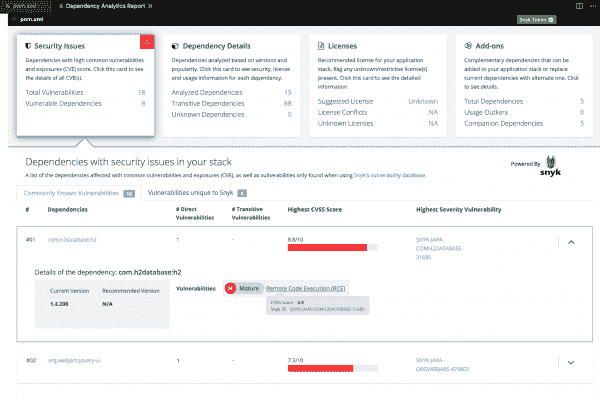 pom.xml
Dependency Analytics Report ×
pom.xml
Snyk Token
Security Issues
Dependencies with high common vulnerabilities
and exposures (CVE) score. Click this card to see
the details of all CVE(s).
Total Vulnerabilities 18
Vulnerable Dependencies 6
Dependency Details
Dependencies analyzed based on versions and
popularity. Click this card to see, security, license
and usage information for each dependency.
Analyzed Dependencies 15
Transitive Dependencies 68
Unknown Dependencies 0
Licenses
Recommended license for your application
stack, flag any unknown/restrictive license(s)
present. Click this card to see the detailed
information.
Suggested License Unknown
License Conflicts NA
Unknown Licenses NA
Add-ons
Complementary dependencies that can be
added to your application stack or replace
current dependencies with alternate one. Click
to see details.
Total Dependencies 5
Usage Outliers 0
Companion Dependencies 5
Dependencies with security issues in your stack
A list of the dependencies affected with common vulnerabilities and exposures (CVE), as well as vulnerabilities only found when using Snyk's vulnerability database.
Powered By
snyk
Commonly Known Vulnerabilities
Vulnerabilities unique to Snyk
# Dependencies # Direct Vulnerabilities # Transitive Vulnerabilities Highest CVSS Score Highest Severity Vulnerability
#01 com.h2database:h2 1 - 8.8/10
SNYK-JAVA-
COMH2DATABASE-
31685
Details of the dependency: com.h2database:h2
Current Version Recommended Version
1.4.200 N/A
Vulnerabilities: Mature Remote Code Execution (RCE)
CVSS Score 8.8
Snyk ID: SNYK-JAVA-COMH2DATABASE-31685
#02 org.webjars:jquery-ui 1 - 7.3/10
SNYK-JAVA-
ORGWEBJARS-479803